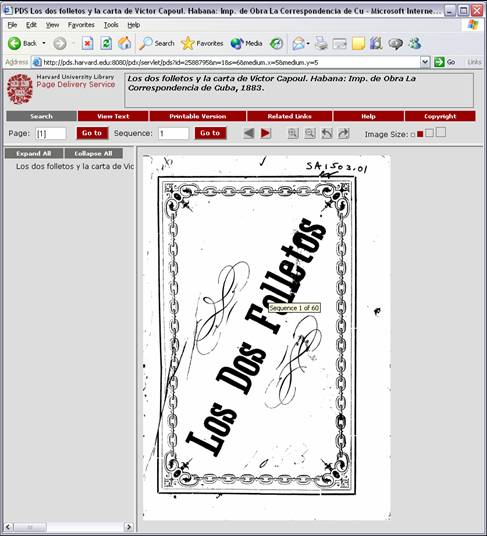 PDS Los dos folletos y la carta de Victor Capoul. Habana: Imp. de Obra La Correspondencia de Cu - Microsoft Interne...
File Edit View Favorites Tools Help
Back Search Favorites
Address http://pds.harvard.edu:8080/pdx/servlet/pds?id=2588795&n=1&s=6&medium.x=5&medium.y=5 Go Links
Harvard University Library
Page Delivery Service
Los dos folletos y la carta de Victor Capoul. Habana: Imp. de Obra La
Correspondencia de Cuba, 1883.
Search View Text Printable Version Related Links Help Copyright
Page: [1] Go to Sequence: 1 Go to Image Size:
Expand All Collapse All
Los dos folletos y la carta de Vic
SA1503.01
Los Dos Folletos
Sequence 1 of 60